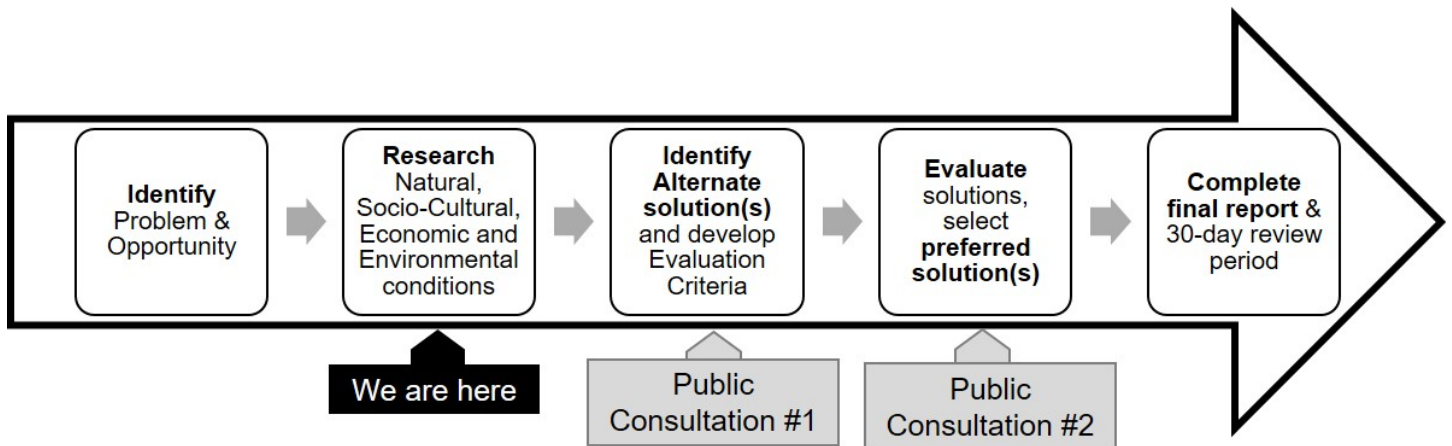 Identify
Problem &
Opportunity
Research
Natural,
Socio-Cultural,
Economic and
Environmental
conditions
Identify
Alternate
solution(s)
and develop
Evaluation
Criteria
Evaluate
solutions,
select
preferred
solution(s)
Complete
final report &
30-day review
period
We are here
Public
Consultation #1
Public
Consultation #2